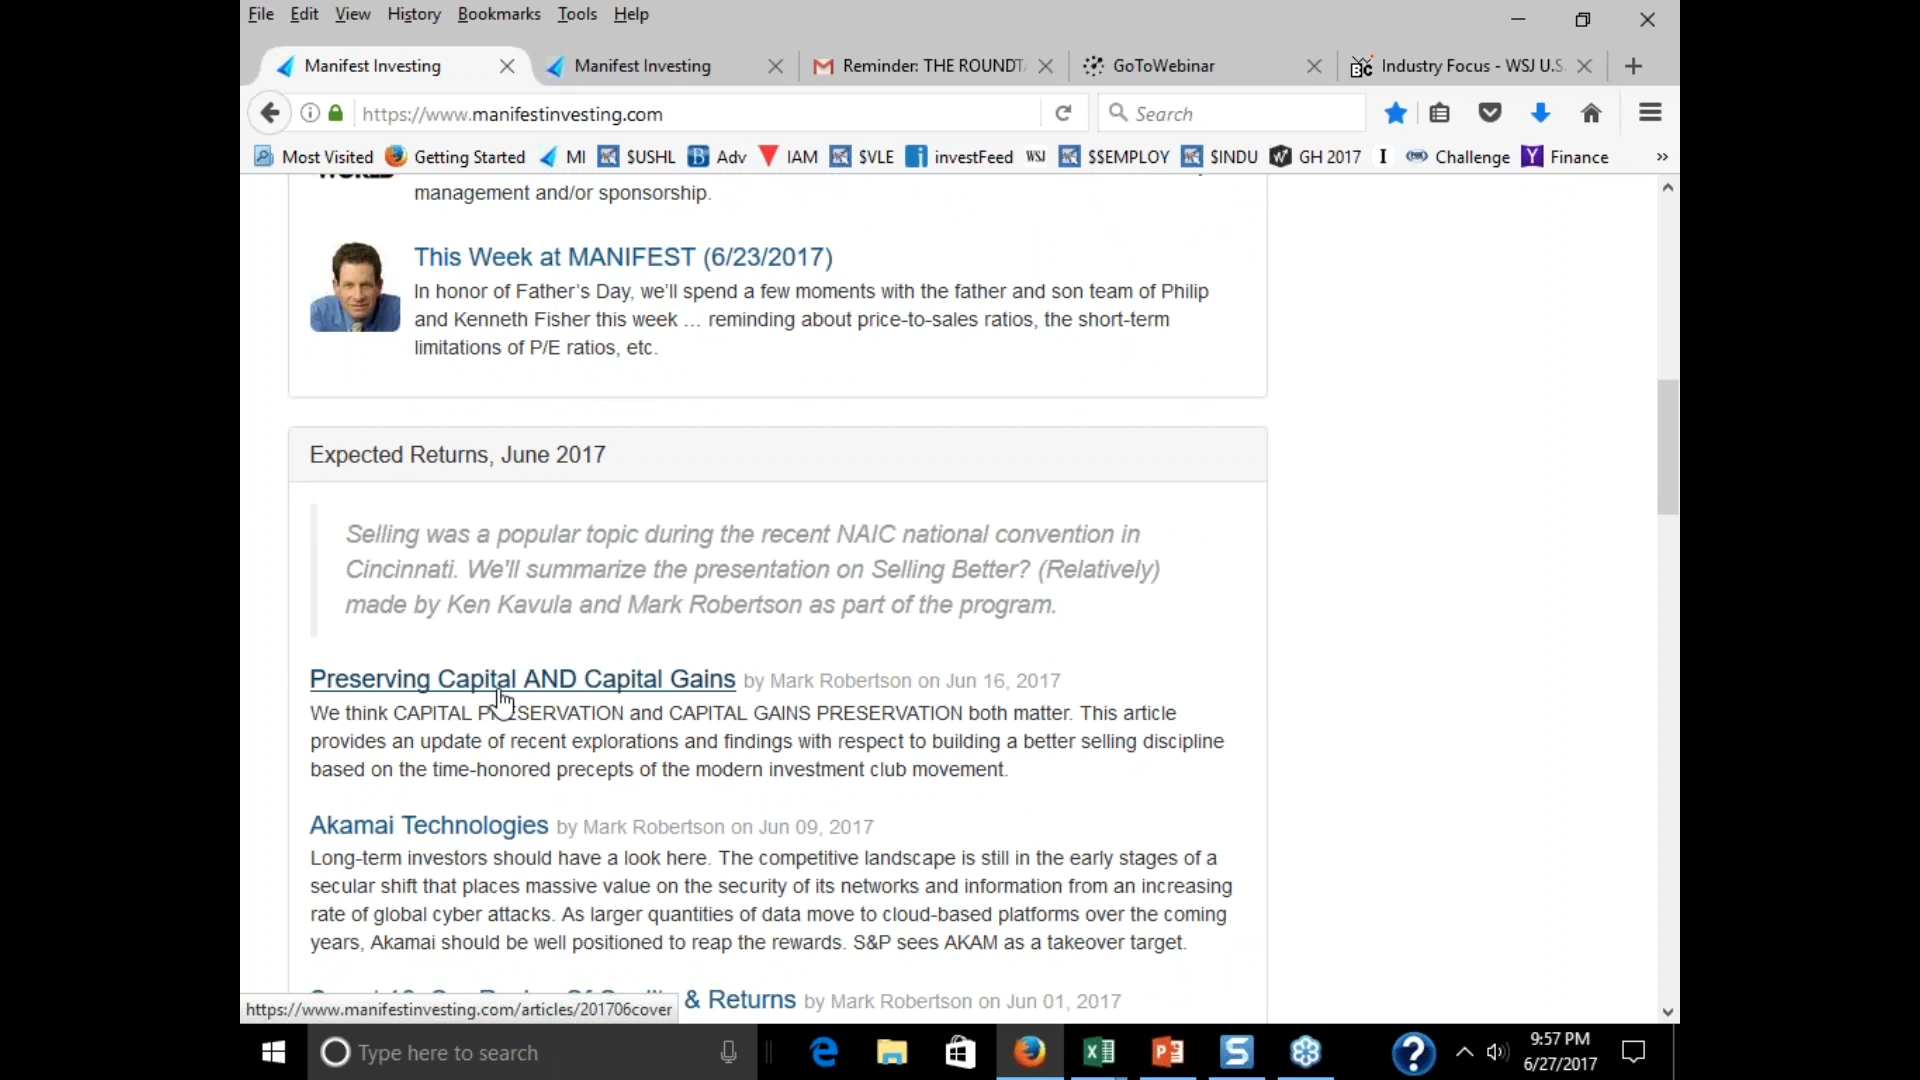 File Edit View History Bookmarks Tools Help
Manifest Investing Manifest Investing Reminder: THE ROUNDT GoToWebinar Industry Focus - WSJ U.S.
https://www.manifestinvesting.com Search
Most Visited Getting Started MI $USHL Adv IAM $VLE investFeed WSJ $$EMPLOY $INDU GH 2017 Challenge Finance »
management and/or sponsorship.
This Week at MANIFEST (6/23/2017)
In honor of Father's Day, we'll spend a few moments with the father and son team of Philip
and Kenneth Fisher this week … reminding about price-to-sales ratios, the short-term
limitations of P/E ratios, etc.
Expected Returns, June 2017
Selling was a popular topic during the recent NAIC national convention in
Cincinnati. We'll summarize the presentation on Selling Better? (Relatively)
made by Ken Kavula and Mark Robertson as part of the program.
Preserving Capital AND Capital Gains by Mark Robertson on Jun 16, 2017
We think CAPITAL PRESERVATION and CAPITAL GAINS PRESERVATION both matter. This article
provides an update of recent explorations and findings with respect to building a better selling discipline
based on the time-honored precepts of the modern investment club movement.
Akamai Technologies by Mark Robertson on Jun 09, 2017
Long-term investors should have a look here. The competitive landscape is still in the early stages of a
secular shift that places massive value on the security of its networks and information from an increasing
rate of global cyber attacks. As larger quantities of data move to cloud-based platforms over the coming
years, Akamai should be well positioned to reap the rewards. S&P sees AKAM as a takeover target.
& Returns by Mark Robertson on Jun 01, 2017
https://www.manifestinvesting.com/articles/201706cover
Type here to search
9:57 PM
6/27/2017